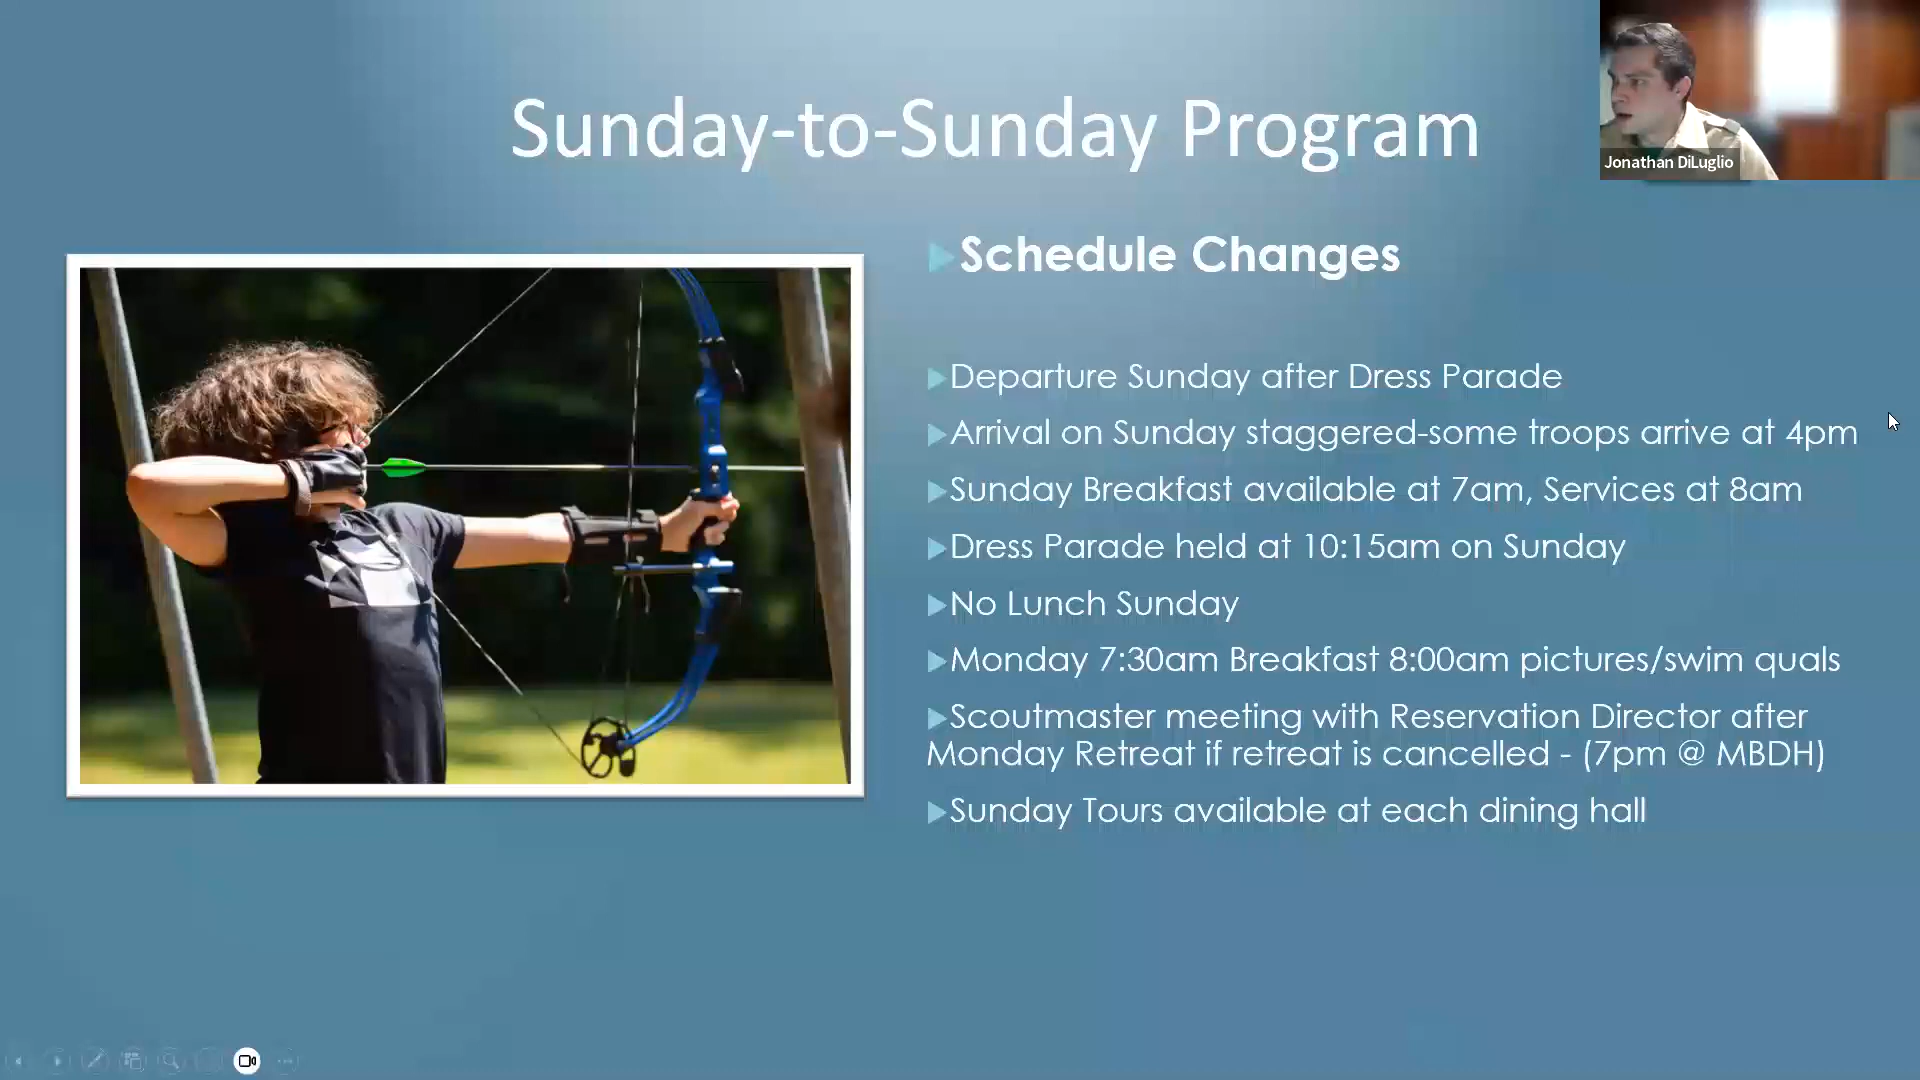 Sunday-to-Sunday Program
Jonathan DiLuglio
Schedule Changes
Departure Sunday after Dress Parade
Arrival on Sunday staggered-some troops arrive at 4pm
Sunday Breakfast available at 7am, Services at 8am
Dress Parade held at 10:15am on Sunday
No Lunch Sunday
Monday 7:30am Breakfast 8:00am pictures/swim quals
Scoutmaster meeting with Reservation Director after
Monday Retreat if retreat is cancelled - (7pm @ MBDH)
Sunday Tours available at each dining hall